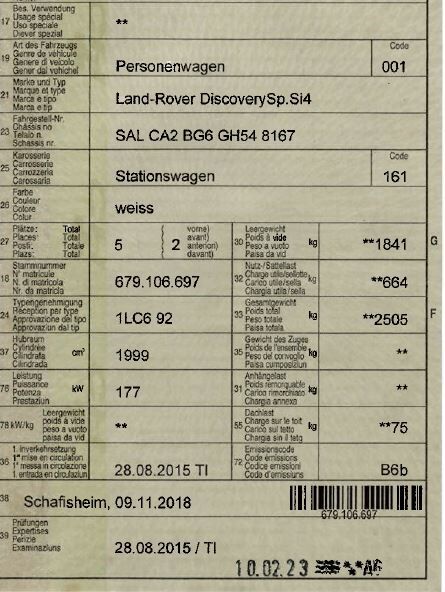 17 Bes. Verwendung
Usage spécial
Uso speciale
Diever spezial
**
19 Art des Fahrzeugs
Genre de véhicule
Genere di veicolo
Gener dal vehichel
Personenwagen
Code
001
21 Marke und Typ
Marque et type
Marca e tipo
Marca e tip
Land-Rover DiscoverySp.Si4
23 Fahrgestell-Nr.
Châssis no
Telaio n.
Schassis nr.
SAL CA2 BG6 GH54 8167
25 Karosserie
Carrosserie
Carrozzeria
Carossaria
Stationswagen
Code
161
26 Farbe
Couleur
Colore
Colur
weiss
27 Plätze: Total
Places: Total
Posti: Totale
Plazs: Total
5
vorne)
avant)
anteriori)
davant)
2
30 Leergewicht
Poids à vide
Peso a vuoto
Paisa da vid
kg
**1841
G
18 Stammnummer
N° matricule
N. di matricola
Nr. da matricla
679.106.697
32 Nutz-/Sattellast
Charge utile/sellette
Carico utile/sella
Chargia utila/sella
kg
**664
24 Typengenehmigung
Réception par type
Approvazione del tipo
Approvaziun dal tip
1LC6 92
33 Gesamtgewicht
Poids total
Peso totale
Paisa totala
kg
**2505
F
37 Hubraum
Cylindrée
Cilindrata
Cilindrada
cm³
1999
35 Gewicht des Zuges
Poids de l'ensemble
Peso del convoglio
Paisa cumposiziun
kg
**
76 Leistung
Puissance
Potenza
Prestaziun
kW
177
31 Anhängelast
Poids remorquable
Carico rimorchiato
Chargia annexa
kg
**
78 kW/kg
Leergewicht
poids à vide
peso a vuoto
paisa da vid
**
55 Dachlast
Charge sur le toit
Carico sul tetto
Chargia sin il tetg
kg
**75
36 1. Inverkehrsetzung
1re mise en circulation
1a messa in circolazione
1. entrada en circulaziun
28.08.2015 TI
72 Emissionscode
Code émissions
Codice emissioni
Code d'emissiuns
B6b
38 Schafisheim, 09.11.2018
679.106.697
39 Prüfungen
Expertises
Perizie
Examinaziuns
28.08.2015 / TI
10.02.23
AG